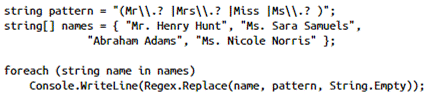 string pattern = "(Mr\\.? |Mrs\\.? |Miss |Ms\\.? )";
string[] names = { "Mr. Henry Hunt", "Ms. Sara Samuels",
"Abraham Adams", "Ms. Nicole Norris" };
foreach (string name in names)
Console.WriteLine(Regex.Replace(name, pattern, String.Empty));